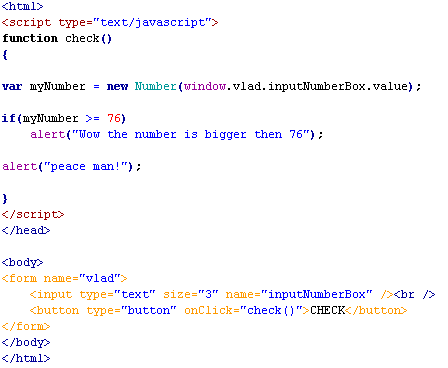 <html>
<script type="text/javascript">
function check()
{
var myNumber = new Number(window.vlad.inputNumberBox.value);
if(myNumber >= 76)
alert("Wow the number is bigger then 76");
alert("peace man!");
}
</script>
</head>
<body>
<form name="vlad">
<input type="text" size="3" name="inputNumberBox" /><br />
<button type="button" onClick="check()">CHECK</button>
</form>
</body>
</html>